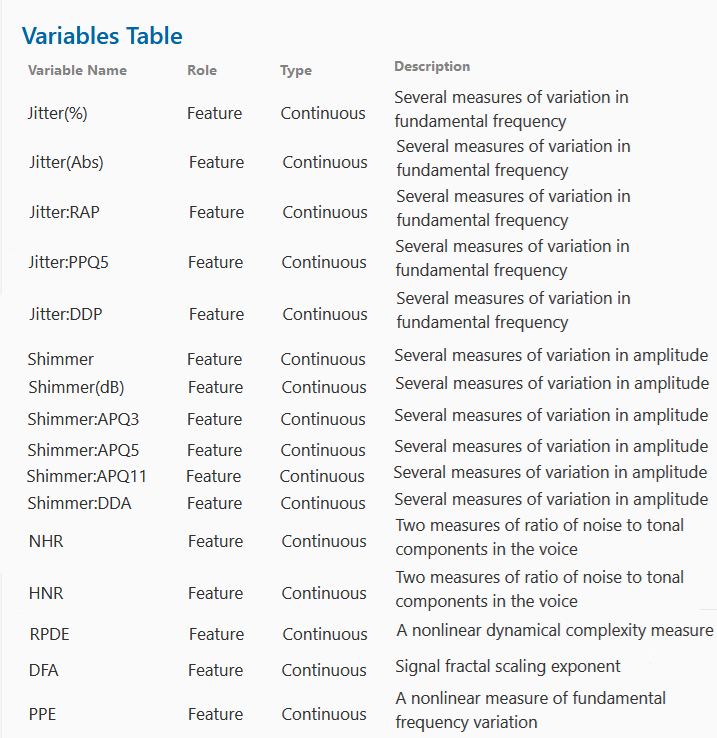 Variables Table
Variable Name Role Type Description
Jitter(%) Feature Continuous Several measures of variation in
fundamental frequency
Jitter(Abs) Feature Continuous Several measures of variation in
fundamental frequency
Jitter:RAP Feature Continuous Several measures of variation in
fundamental frequency
Jitter:PPQ5 Feature Continuous Several measures of variation in
fundamental frequency
Jitter:DDP Feature Continuous Several measures of variation in
fundamental frequency
Shimmer Feature Continuous Several measures of variation in amplitude
Shimmer(dB) Feature Continuous Several measures of variation in amplitude
Shimmer:APQ3 Feature Continuous Several measures of variation in amplitude
Shimmer:APQ5 Feature Continuous Several measures of variation in amplitude
Shimmer:APQ11 Feature Continuous Several measures of variation in amplitude
Shimmer:DDA Feature Continuous Several measures of variation in amplitude
NHR Feature Continuous Two measures of ratio of noise to tonal
components in the voice
HNR Feature Continuous Two measures of ratio of noise to tonal
components in the voice
RPDE Feature Continuous A nonlinear dynamical complexity measure
DFA Feature Continuous Signal fractal scaling exponent
PPE Feature Continuous A nonlinear measure of fundamental
frequency variation